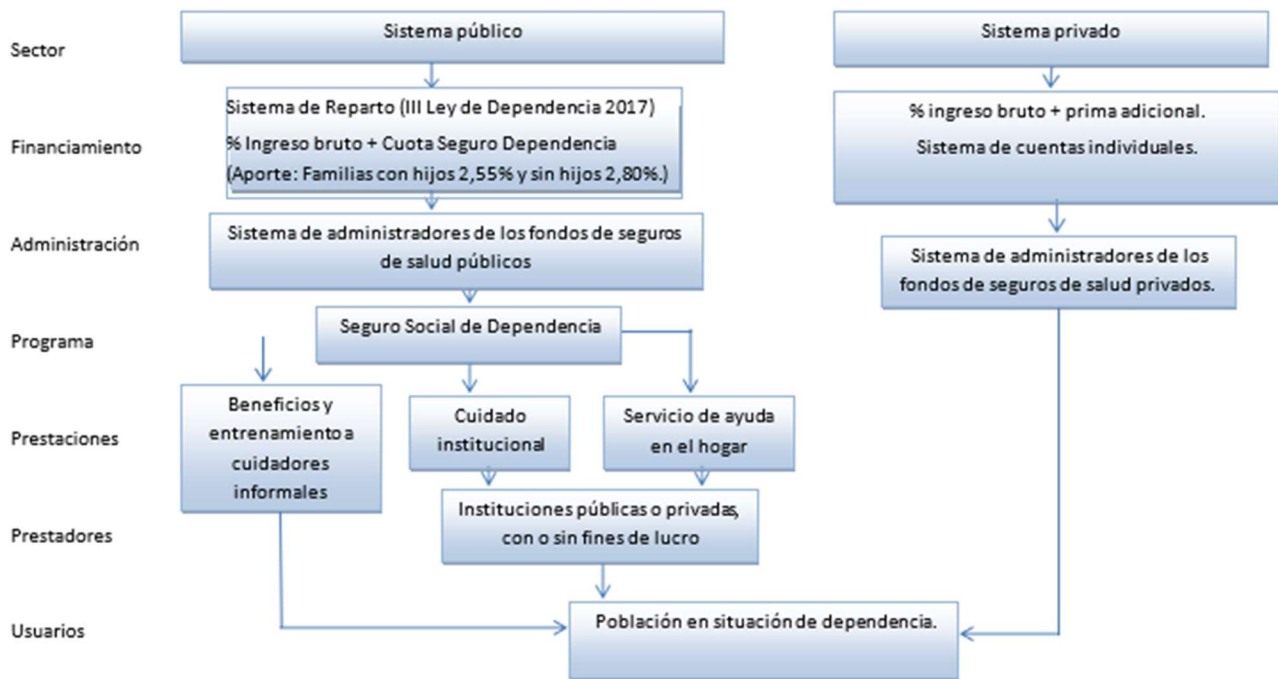 Sector
Sistema público
Sistema privado
Financiamiento
Sistema de Reparto (III Ley de Dependencia 2017)
% Ingreso bruto + Cuota Seguro Dependencia
(Aporte: Familias con hijos 2,55% y sin hijos 2,80%.)
% ingreso bruto + prima adicional.
Sistema de cuentas individuales.
Administración
Sistema de administradores de los fondos de seguros
de salud públicos
Sistema de administradores de los
fondos de seguros de salud privados.
Programa
Seguro Social de Dependencia
Prestaciones
Beneficios y
entrenamiento a
cuidadores
informales
Cuidado
institucional
Servicio de ayuda
en el hogar
Prestadores
Instituciones públicas o privadas,
con o sin fines de lucro
Usuarios
Población en situación de dependencia.